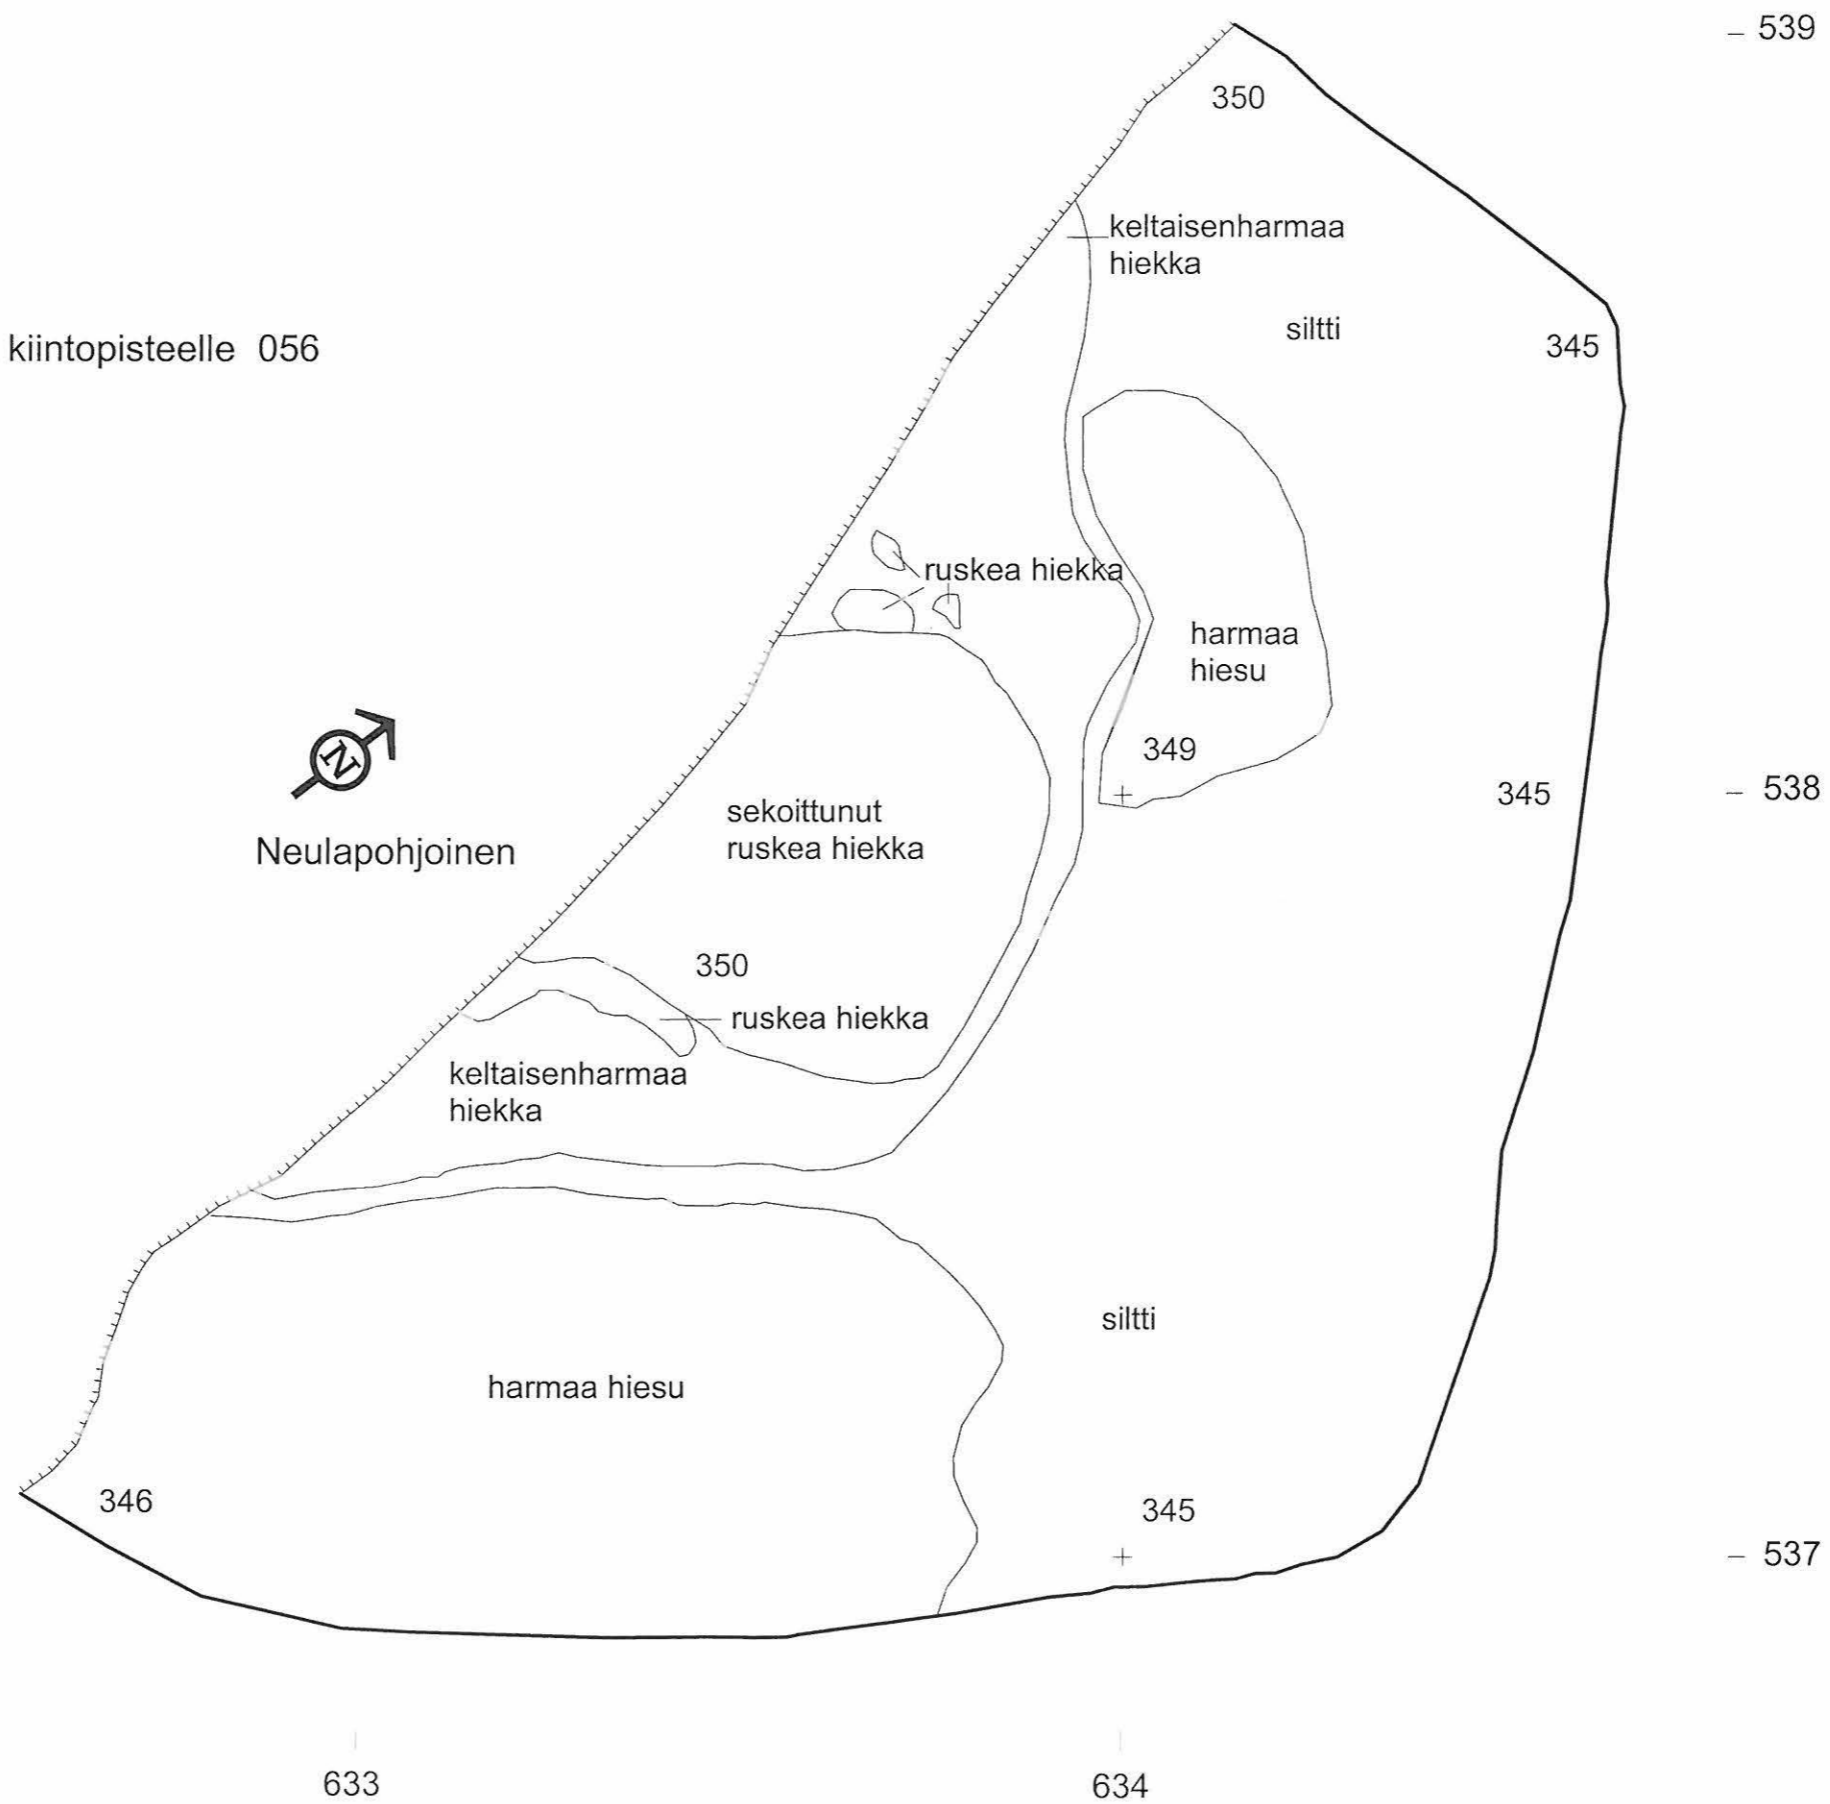 539
350
keltaisenharmaa
hiekka
siltti
345
kiintopisteelle 056
ruskea hiekka
harmaa
hiesu
349
N
345
538
sekoittunut
ruskea hiekka
Neulapohjoinen
350
ruskea hiekka
keltaisenharmaa
hiekka
siltti
harmaa hiesu
346
345
537
633
634